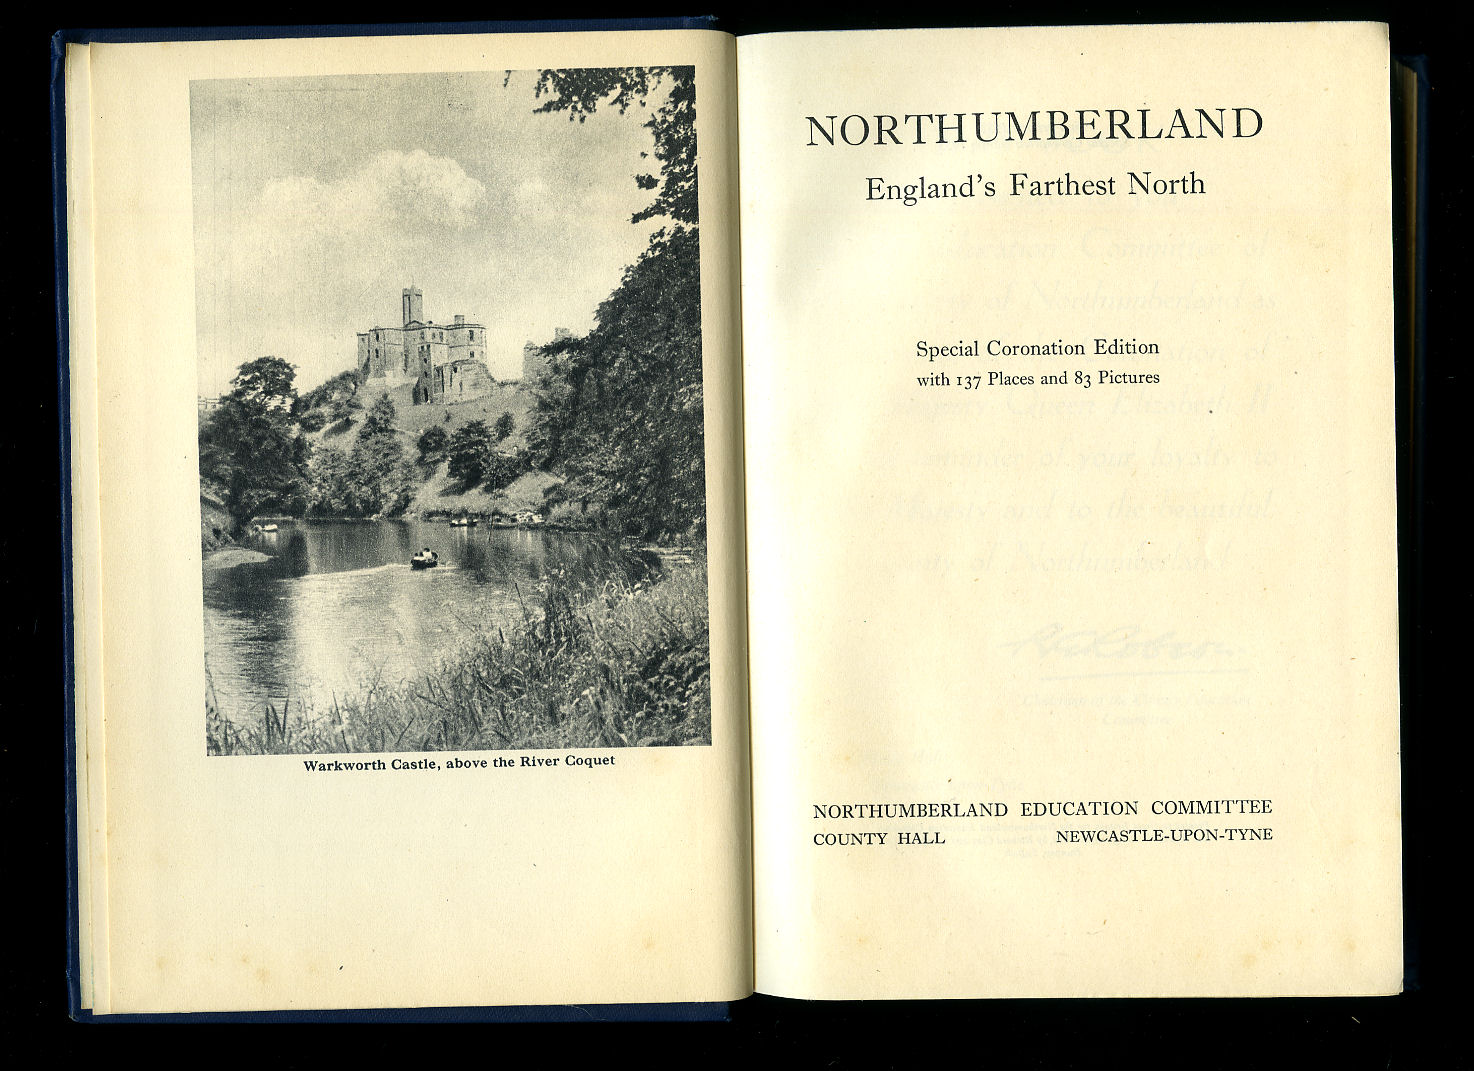 Warkworth Castle, above the River Coquet
NORTHUMBERLAND
England's Farthest North
Special Coronation Edition
with 137 Places and 83 Pictures
NORTHUMBERLAND EDUCATION COMMITTEE
COUNTY HALL NEWCASTLE-UPON-TYNE